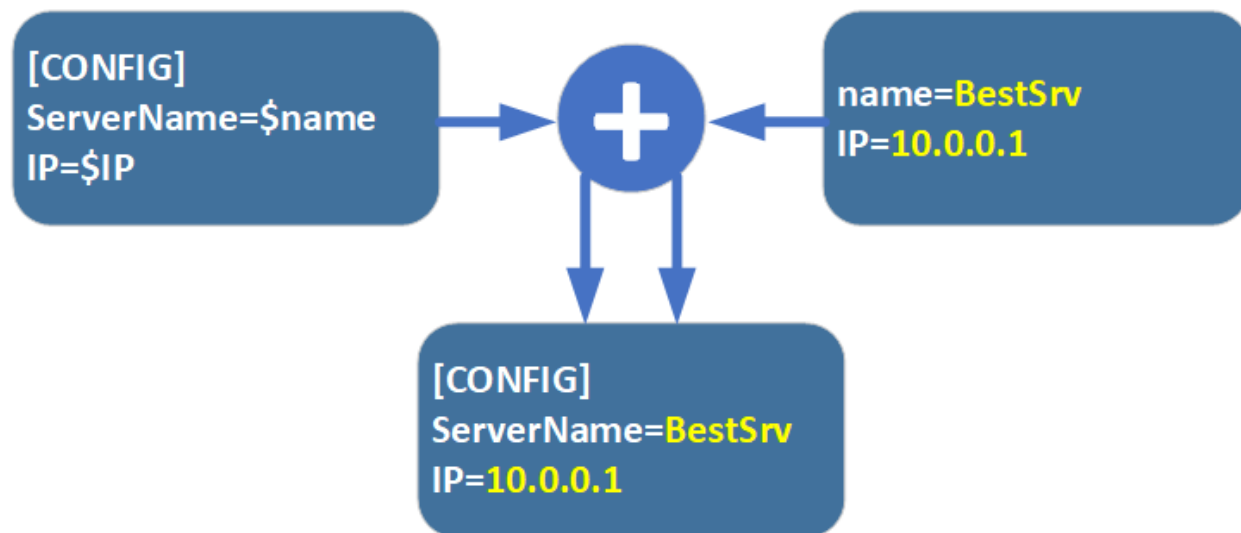 [CONFIG]
ServerName=$name
IP=$IP
name=BestSrv
IP=10.0.0.1
[CONFIG]
ServerName=BestSrv
IP=10.0.0.1